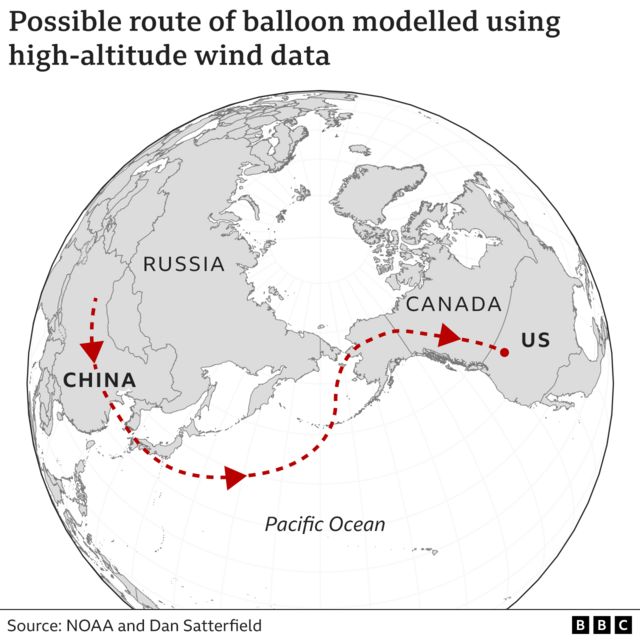 Possible route of balloon modelled using
high-altitude wind data
RUSSIA
CANADA
US
CHINA
Pacific Ocean
Source: NOAA and Dan Satterfield
BBC